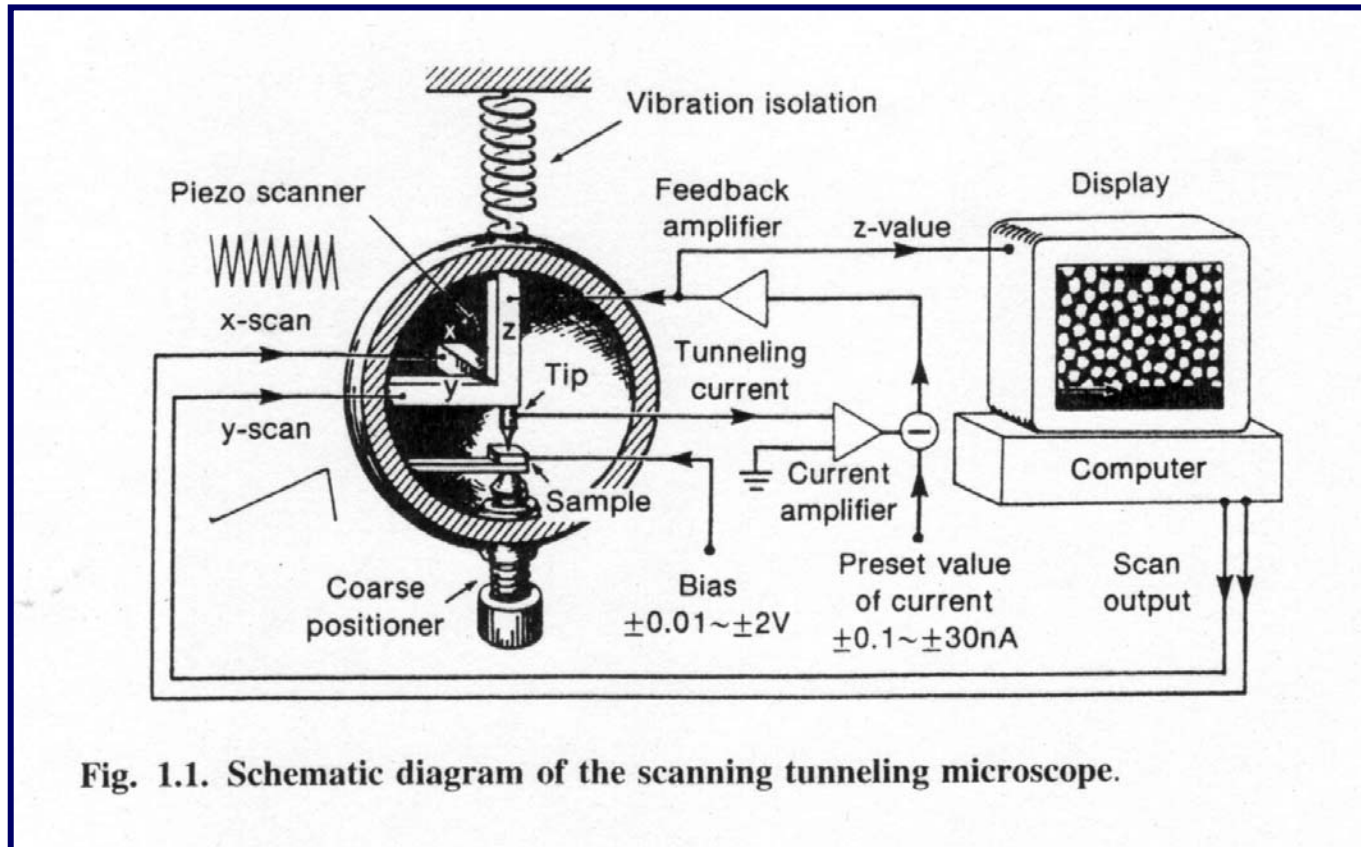 Vibration isolation
Piezo scanner
Feedback
amplifier
z-value
Display
x-scan
x
z
y
Tunneling
current
Tip
y-scan
−
Computer
Sample
Current
amplifier
Coarse
positioner
Bias
±0.01~±2V
Preset value
of current
±0.1~±30nA
Scan
output
Fig. 1.1. Schematic diagram of the scanning tunneling microscope.